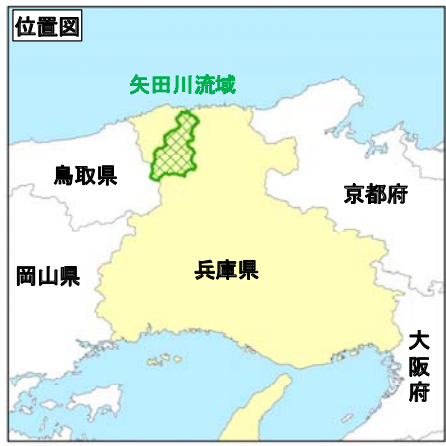 位置図
矢田川流域
鳥取県
京都府
岡山県
兵庫県
大阪府